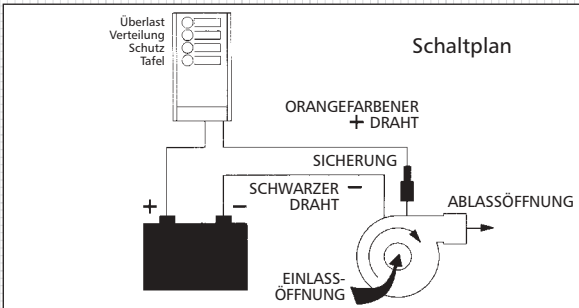 Überlast
Verteilung
Schutz
Tafel
Schaltplan
ORANGEFARBENER
+ DRAHT
SICHERUNG
SCHWARZER −
DRAHT
ABLASSÖFFNUNG
+ −
EINLASS-
ÖFFNUNG